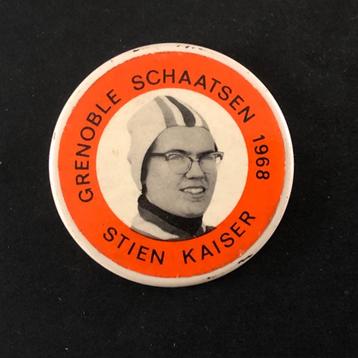 GRENOBLE SCHAATSEN 1968
STIEN KAISER